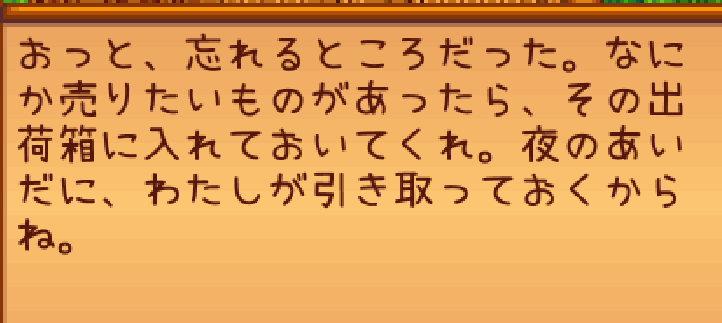 おっと、忘れるところだった。なに
か売りたいものがあったら、その出
荷箱に入れておいてくれ。夜のあい
だに、わたしが引き取っておくから
ね。